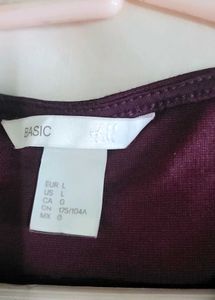 BASIC
EUR L
US L
CA G
CN 175/104A
MX G